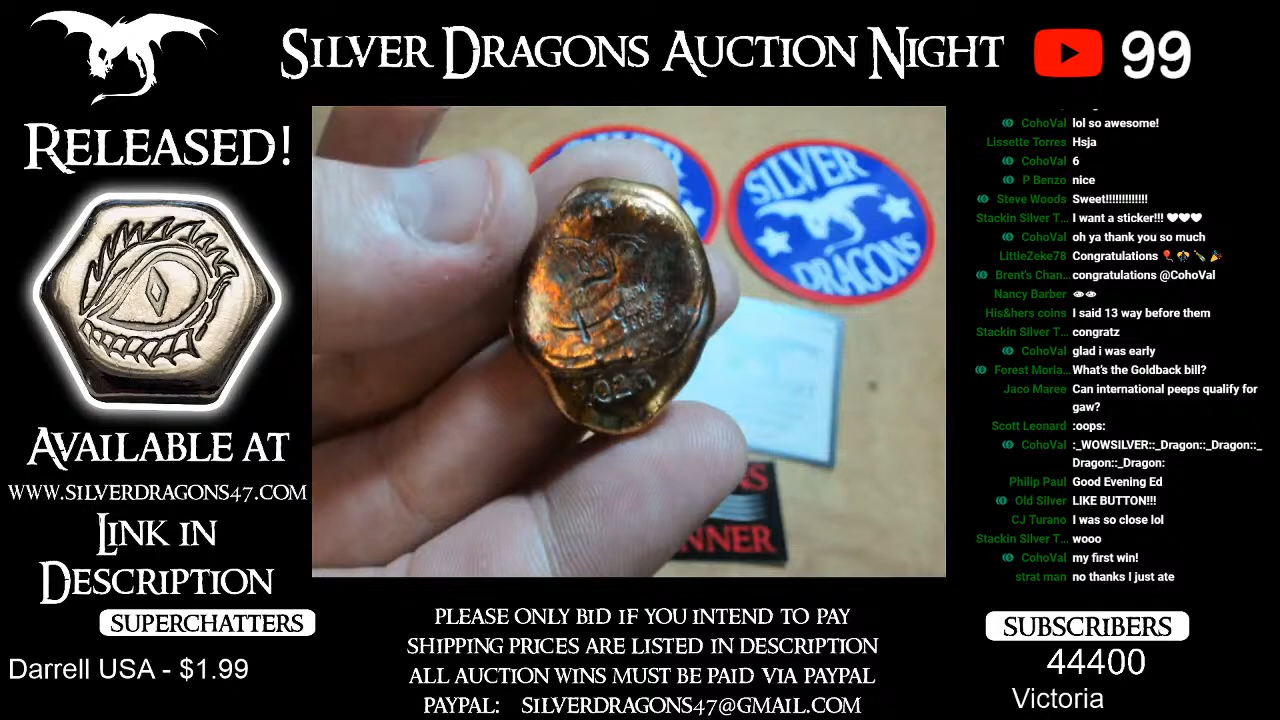 SILVER DRAGONS AUCTION NIGHT
99
RELEASED!
AVAILABLE AT
WWW.SILVERDRAGONS47.COM
LINK IN
DESCRIPTION
SUPERCHATTERS
Darrell USA - $1.99
SILVER
DRAGONS
NNER
PLEASE ONLY BID IF YOU INTEND TO PAY
SHIPPING PRICES ARE LISTED IN DESCRIPTION
ALL AUCTION WINS MUST BE PAID VIA PAYPAL
PAYPAL: SILVERDRAGONS47@GMAIL.COM
CohoVal lol so awesome!
Lissette Torres Hsja
CohoVal 6
P Benzo nice
Steve Woods Sweet!!!!!!!!!!!!!
Stackin Silver T... I want a sticker!!! ♥♥♥
CohoVal oh ya thank you so much
LittleZeke78 Congratulations 🎈🎊🍾🎉
Brent's Chan... congratulations @CohoVal
Nancy Barber 👀
His&hers coins I said 13 way before them
Stackin Silver T... congratz
CohoVal glad i was early
Forest Moria... What's the Goldback bill?
Jaco Maree Can international peeps qualify for
gaw?
Scott Leonard :oops:
CohoVal :_WOWSILVER::_Dragon::_Dragon::_
Dragon::_Dragon:
Philip Paul Good Evening Ed
Old Silver LIKE BUTTON!!!
CJ Turano I was so close lol
Stackin Silver T... wooo
CohoVal my first win!
strat man no thanks I just ate
SUBSCRIBERS
44400
Victoria